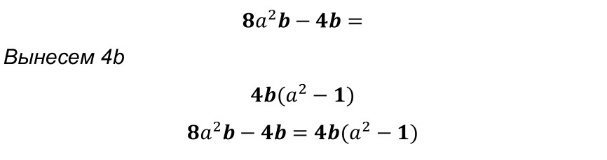 8a²b − 4b =
Вынесем 4b
4b(a² − 1)
8a²b − 4b = 4b(a² − 1)